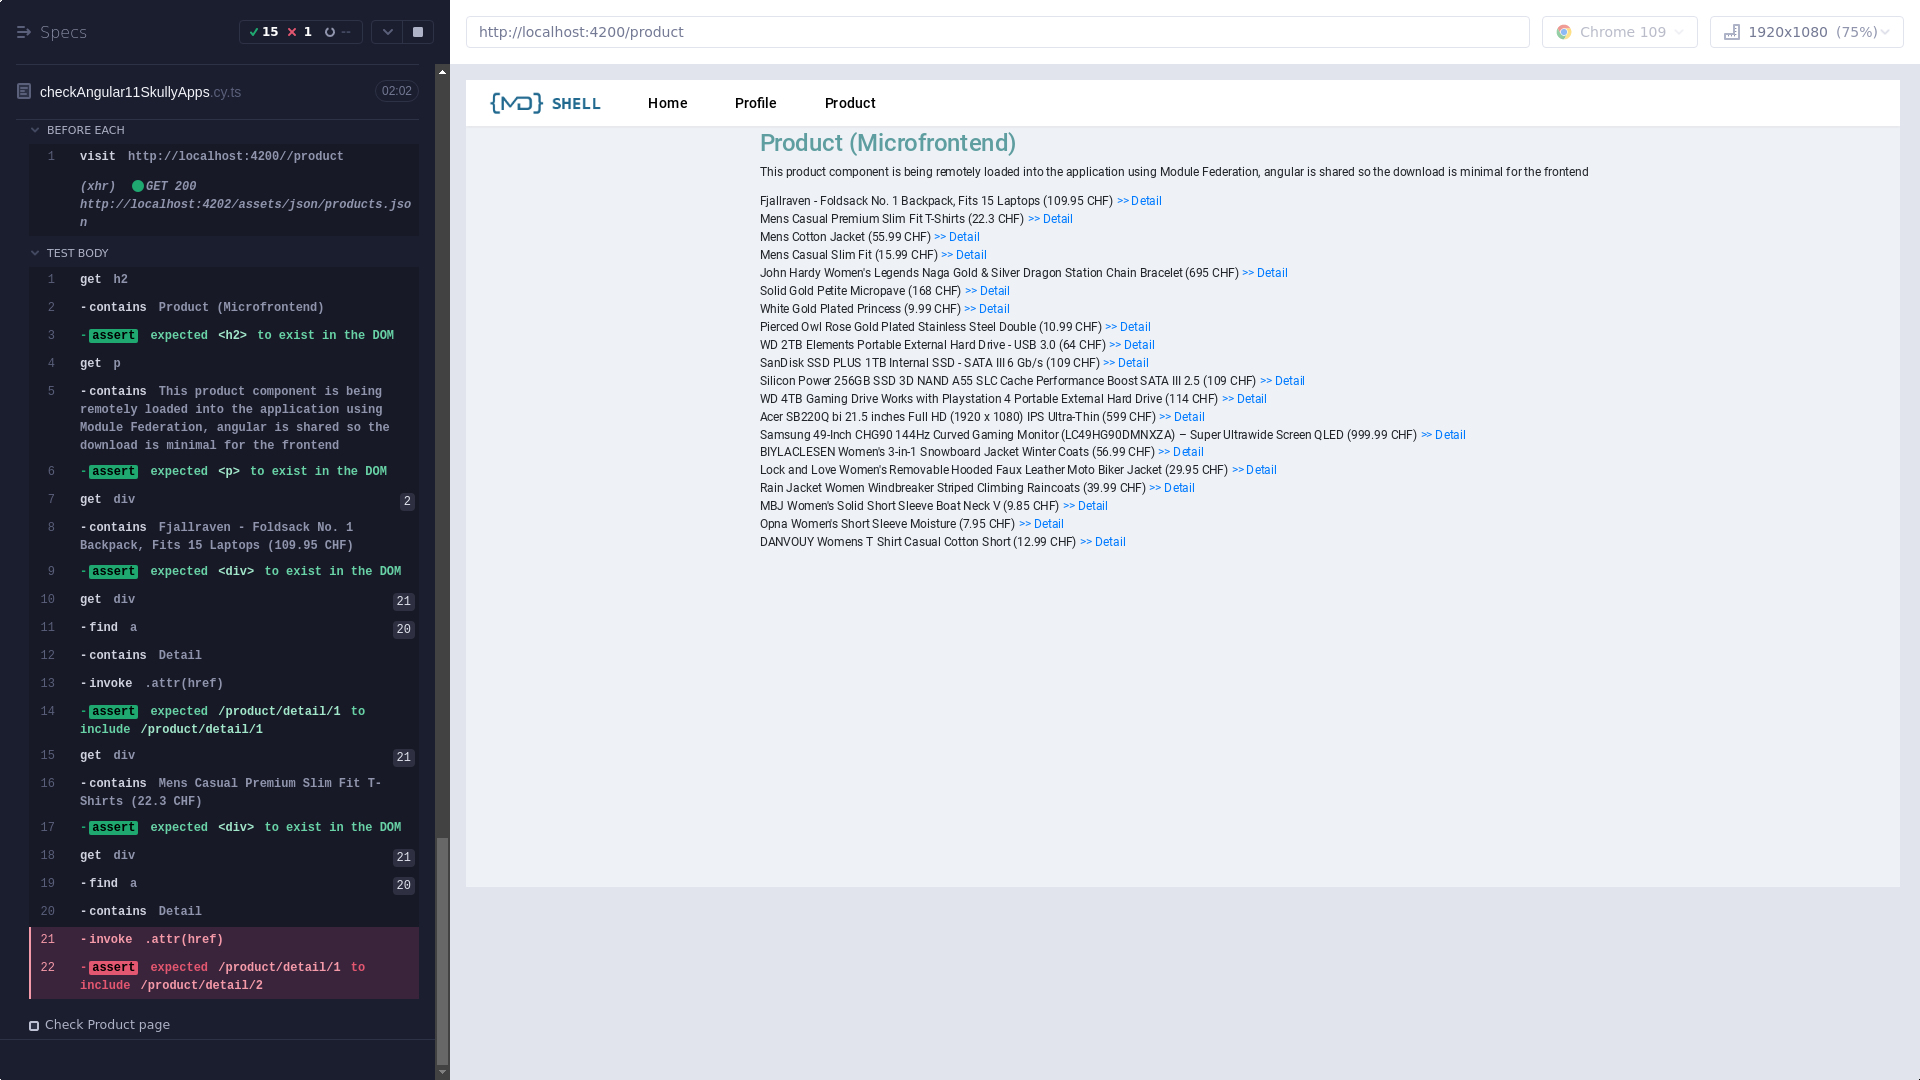 Specs
15 1 --
checkAngular11SkullyApps.cy.ts 02:02
BEFORE EACH
1 visit http://localhost:4200//product
(xhr) GET 200
http://localhost:4202/assets/json/products.jso
n
TEST BODY
1 get h2
2 -contains Product (Microfrontend)
3 -assert expected <h2> to exist in the DOM
4 get p
5 -contains This product component is being
remotely loaded into the application using
Module Federation, angular is shared so the
download is minimal for the frontend
6 -assert expected <p> to exist in the DOM
7 get div 2
8 -contains Fjallraven - Foldsack No. 1
Backpack, Fits 15 Laptops (109.95 CHF)
9 -assert expected <div> to exist in the DOM
10 get div 21
11 -find a 20
12 -contains Detail
13 -invoke .attr(href)
14 -assert expected /product/detail/1 to
include /product/detail/1
15 get div 21
16 -contains Mens Casual Premium Slim Fit T-
Shirts (22.3 CHF)
17 -assert expected <div> to exist in the DOM
18 get div 21
19 -find a 20
20 -contains Detail
21 -invoke .attr(href)
22 -assert expected /product/detail/1 to
include /product/detail/2
Check Product page
http://localhost:4200/product
Chrome 109
1920x1080 (75%)
{MD} SHELL Home Profile Product
Product (Microfrontend)
This product component is being remotely loaded into the application using Module Federation, angular is shared so the download is minimal for the frontend
Fjallraven - Foldsack No. 1 Backpack, Fits 15 Laptops (109.95 CHF) >> Detail
Mens Casual Premium Slim Fit T-Shirts (22.3 CHF) >> Detail
Mens Cotton Jacket (55.99 CHF) >> Detail
Mens Casual Slim Fit (15.99 CHF) >> Detail
John Hardy Women's Legends Naga Gold & Silver Dragon Station Chain Bracelet (695 CHF) >> Detail
Solid Gold Petite Micropave (168 CHF) >> Detail
White Gold Plated Princess (9.99 CHF) >> Detail
Pierced Owl Rose Gold Plated Stainless Steel Double (10.99 CHF) >> Detail
WD 2TB Elements Portable External Hard Drive - USB 3.0 (64 CHF) >> Detail
SanDisk SSD PLUS 1TB Internal SSD - SATA III 6 Gb/s (109 CHF) >> Detail
Silicon Power 256GB SSD 3D NAND A55 SLC Cache Performance Boost SATA III 2.5 (109 CHF) >> Detail
WD 4TB Gaming Drive Works with Playstation 4 Portable External Hard Drive (114 CHF) >> Detail
Acer SB220Q bi 21.5 inches Full HD (1920 x 1080) IPS Ultra-Thin (599 CHF) >> Detail
Samsung 49-Inch CHG90 144Hz Curved Gaming Monitor (LC49HG90DMNXZA) – Super Ultrawide Screen QLED (999.99 CHF) >> Detail
BIYLACLESEN Women's 3-in-1 Snowboard Jacket Winter Coats (56.99 CHF) >> Detail
Lock and Love Women's Removable Hooded Faux Leather Moto Biker Jacket (29.95 CHF) >> Detail
Rain Jacket Women Windbreaker Striped Climbing Raincoats (39.99 CHF) >> Detail
MBJ Women's Solid Short Sleeve Boat Neck V (9.85 CHF) >> Detail
Opna Women's Short Sleeve Moisture (7.95 CHF) >> Detail
DANVOUY Womens T Shirt Casual Cotton Short (12.99 CHF) >> Detail